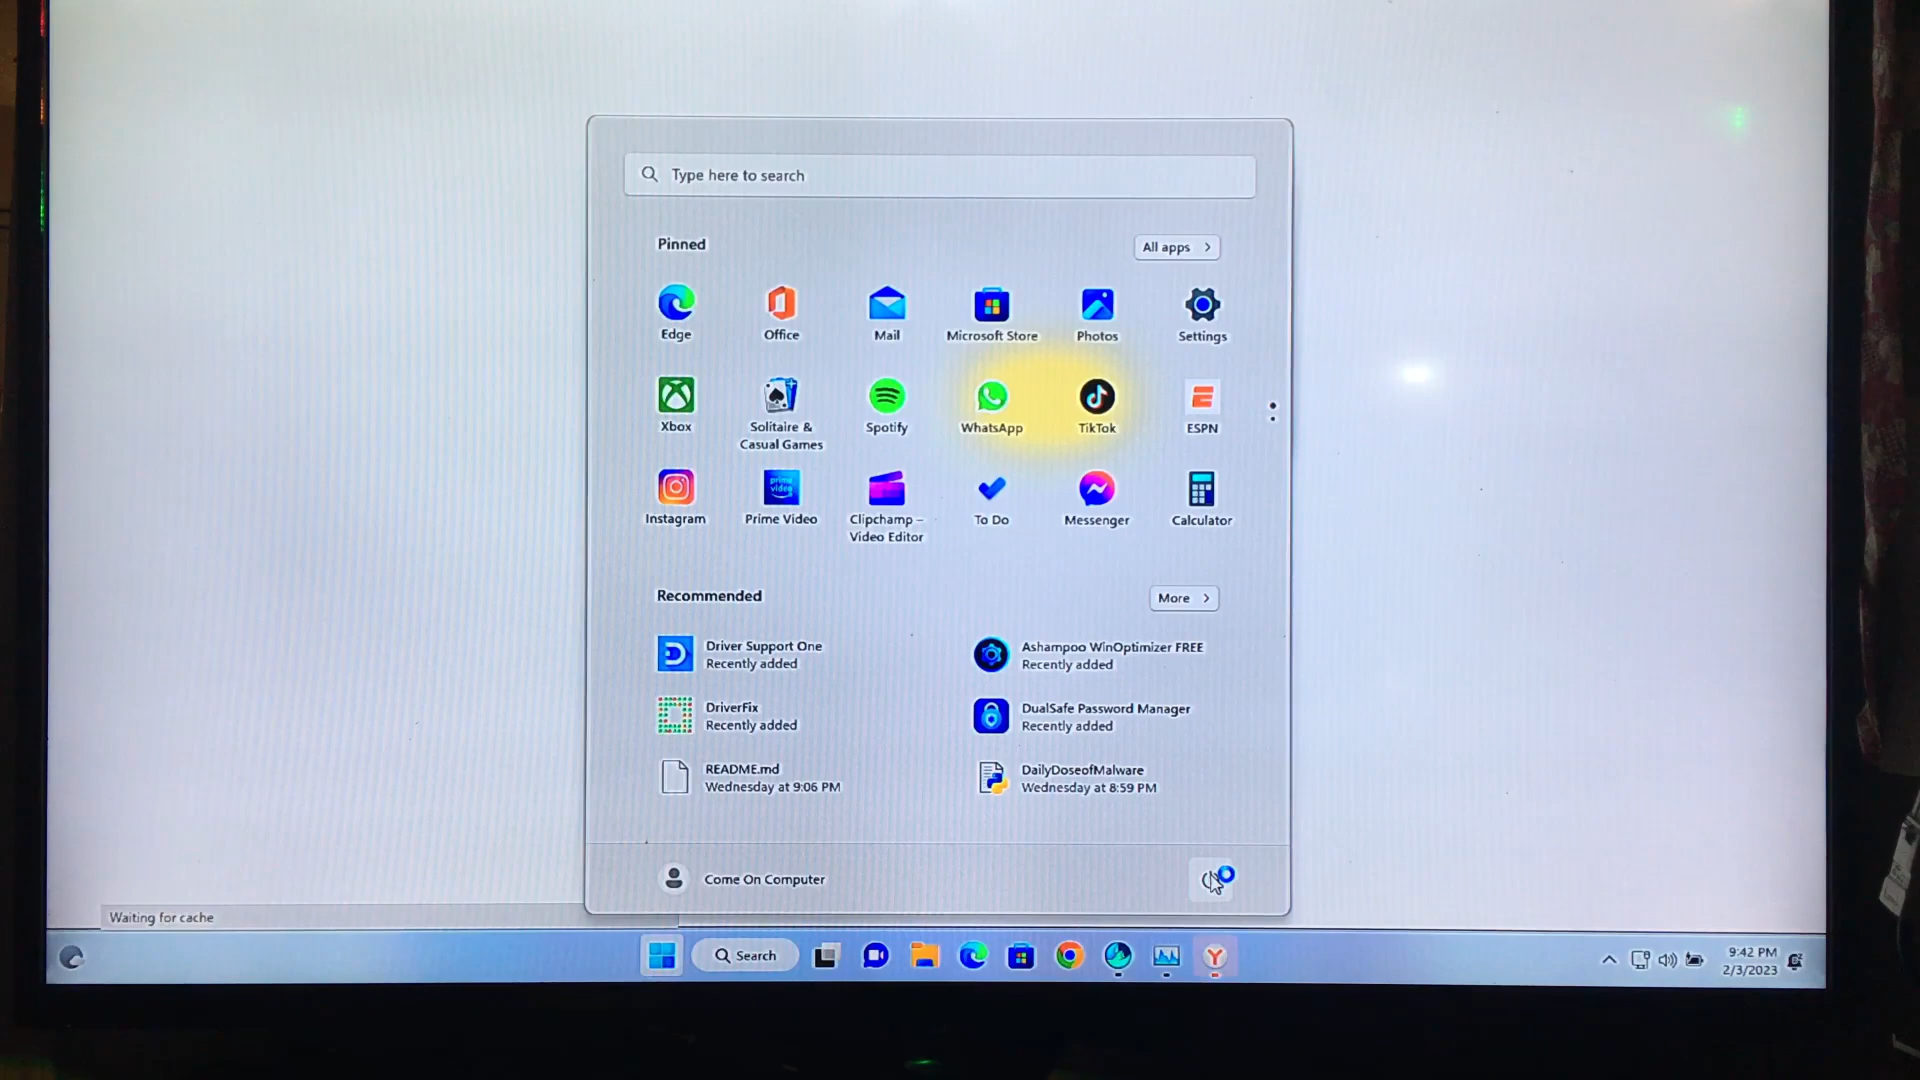 Type here to search
Pinned
All apps
Edge
Office
Mail
Microsoft Store
Photos
Settings
Xbox
Solitaire &
Casual Games
Spotify
WhatsApp
TikTok
ESPN
Instagram
prime
video
Prime Video
Clipchamp –
Video Editor
To Do
Messenger
Calculator
Recommended
More
Driver Support One
Recently added
Ashampoo WinOptimizer FREE
Recently added
DriverFix
Recently added
DualSafe Password Manager
Recently added
README.md
Wednesday at 9:06 PM
DailyDoseofMalware
Wednesday at 8:59 PM
Come On Computer
Waiting for cache
Search
9:42 PM
2/3/2023